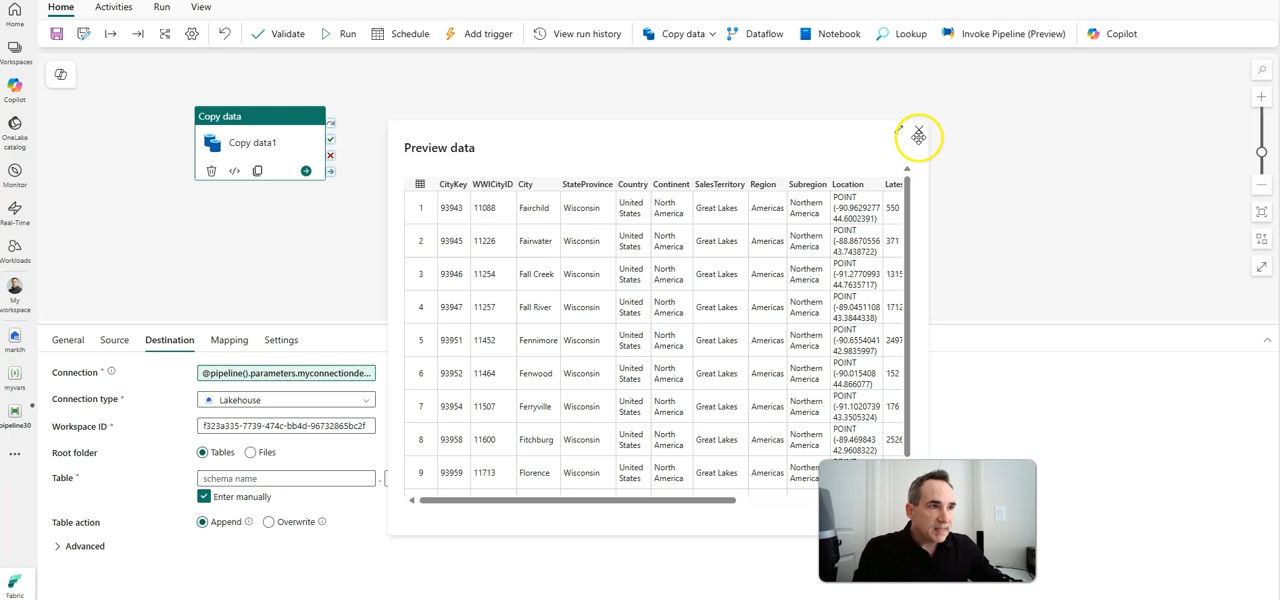 Home Activities Run View
Validate Run Schedule Add trigger View run history Copy data Dataflow Notebook Lookup Invoke Pipeline (Preview) Copilot
Home
Workspaces
Copilot
OneLake
catalog
Monitor
Real-Time
Workloads
My
workspace
markih
myvars
pipeline30
Fabric
Copy data
Copy data1
Preview data
CityKey WWICityID City StateProvince Country Continent SalesTerritory Region Subregion Location Lates
1 93943 11088 Fairchild Wisconsin United States North America Great Lakes Americas Northern America POINT (-90.9629277 44.6002391) 550
2 93945 11226 Fairwater Wisconsin United States North America Great Lakes Americas Northern America POINT (-88.8670556 43.7438722) 371
3 93946 11254 Fall Creek Wisconsin United States North America Great Lakes Americas Northern America POINT (-91.2770993 44.7635717) 1315
4 93947 11257 Fall River Wisconsin United States North America Great Lakes Americas Northern America POINT (-89.0451108 43.3844338) 1712
5 93951 11452 Fennimore Wisconsin United States North America Great Lakes Americas Northern America POINT (-90.6554041 42.9835997) 2497
6 93952 11464 Fenwood Wisconsin United States North America Great Lakes Americas Northern America POINT (-90.015408 44.866077) 152
7 93954 11507 Ferryville Wisconsin United States North America Great Lakes Americas Northern America POINT (-91.1020739 43.3505324) 176
8 93958 11600 Fitchburg Wisconsin United States North America Great Lakes Americas Northern America POINT (-89.469843 42.9608322) 2526
9 93959 11713 Florence Wisconsin United States North America Great Lakes Americas Northern America
General Source Destination Mapping Settings
Connection * @pipeline().parameters.myconnectionde...
Connection type * Lakehouse
Workspace ID * f323a335-7739-474c-bb4d-96732865bc2f
Root folder Tables Files
Table * schema name .
Enter manually
Table action Append Overwrite
Advanced